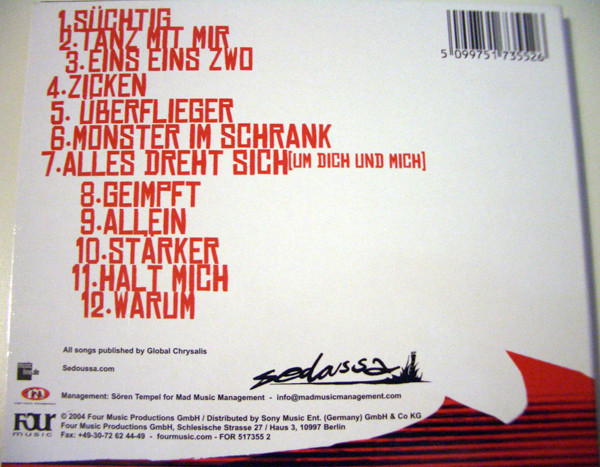 1.SÜCHTIG
2.TANZ MIT MIR
3.EINS EINS ZWO
4.ZICKEN
5. ÜBERFLIEGER
6.MONSTER IM SCHRANK
7.ALLES DREHT SICH[UM DICH UND MICH]
8.GEIMPFT
9.ALLEIN
10.STÄRKER
11.HALT MICH
12.WARUM
5 099751 735526
All songs published by Global Chrysalis
Sedoussa.com
sedoussa
Management: Sören Tempel for Mad Music Management - info@madmusicmanagement.com
FOUR
music
© 2004 Four Music Productions GmbH / Distributed by Sony Music Ent. (Germany) GmbH & Co KG
Four Music Productions GmbH, Schlesische Strasse 27 / Haus 3, 10997 Berlin
Fax: +49-30-72 62 44-49 - fourmusic.com - FOR 517355 2